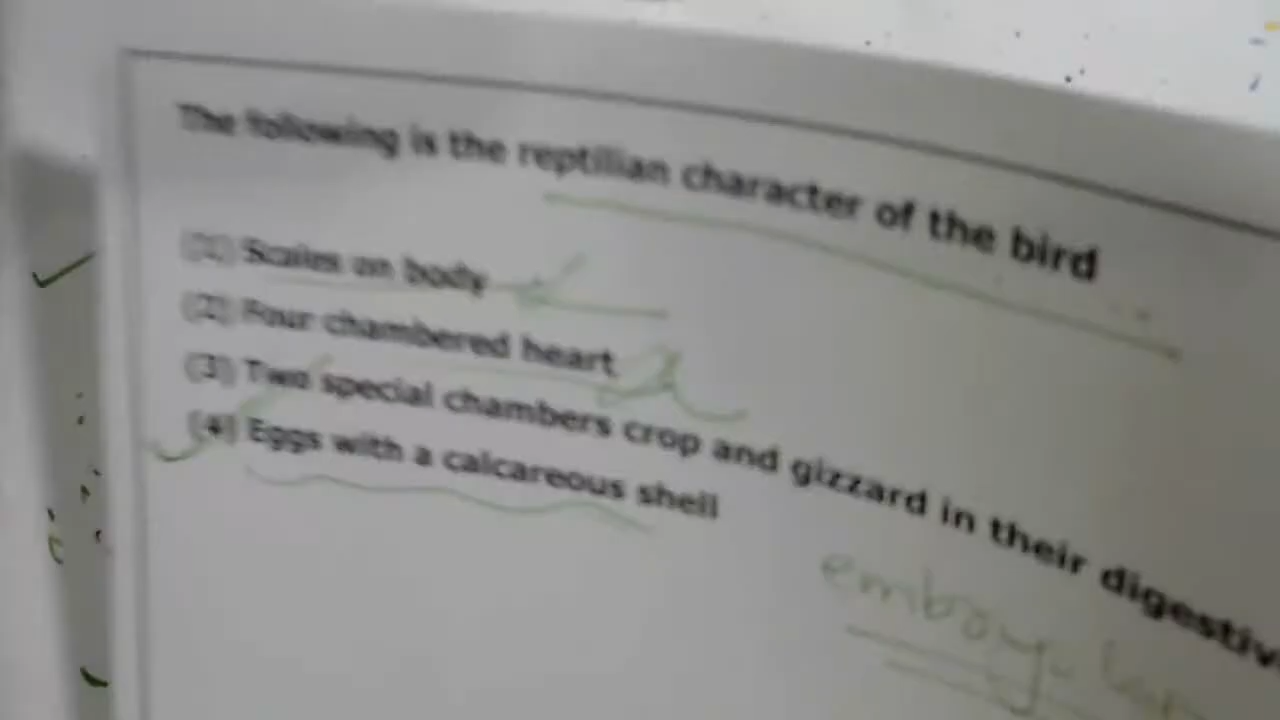 The following is the reptilian character of the bird
(1) Scales on body
(2) Four chambered heart
(3) Two special chambers crop and gizzard in their digestiv
(4) Eggs with a calcareous shell